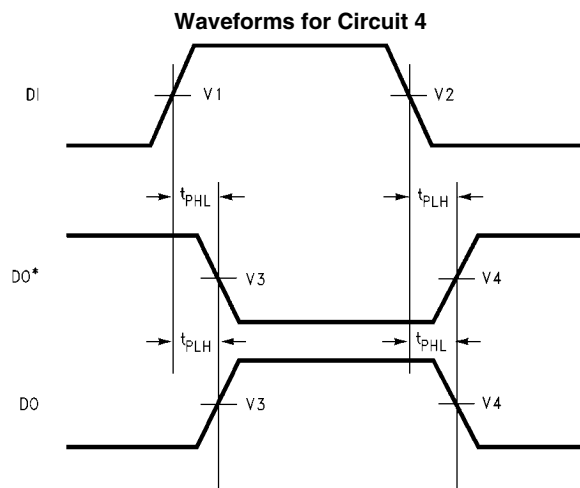 Waveforms for Circuit 4
DI V1 V2
tPHL tPLH
DO* V3 V4
tPLH tPHL
DO V3 V4